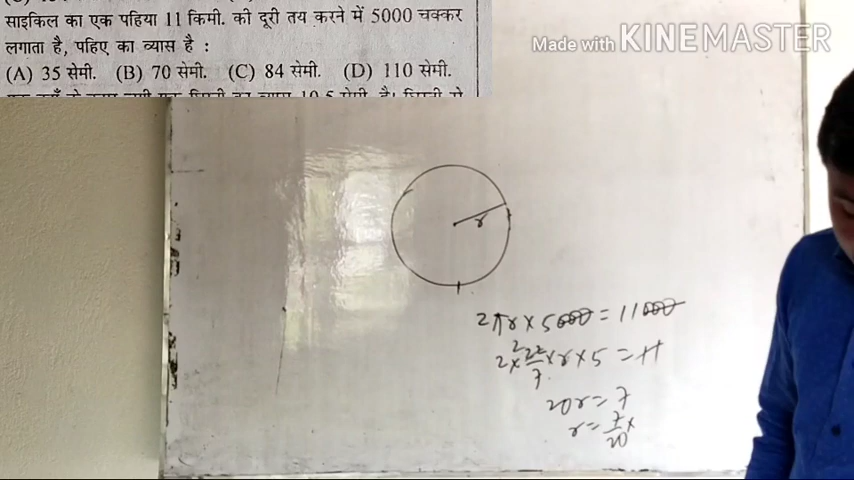 साइकिल का एक पहिया 11 किमी. की दूरी तय करने में 5000 चक्कर
लगाता है, पहिए का व्यास है :
(A) 35 सेमी. (B) 70 सेमी. (C) 84 सेमी. (D) 110 सेमी.
Made with KINEMASTER
r
2πr×5000=11000
2×22/7×r×5=11
2
20r=7
r=7/20×